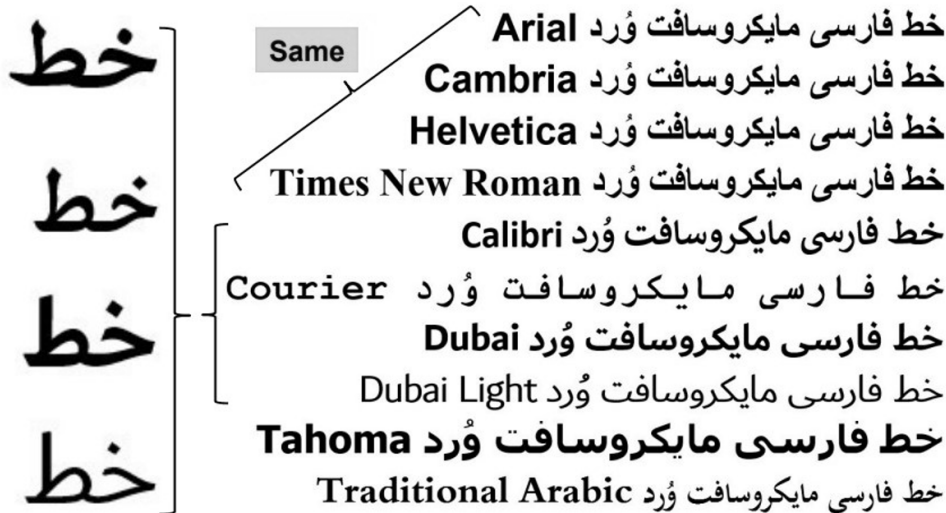 خط فارسی مایکروسافت وُرد Arial
خط فارسی مایکروسافت وُرد Cambria
خط فارسی مایکروسافت وُرد Helvetica
خط فارسی مایکروسافت وُرد Times New Roman
خط فارسی مایکروسافت وُرد Calibri
خط فارسی مایکروسافت وُرد Courier
خط فارسی مایکروسافت وُرد Dubai
خط فارسی مایکروسافت وُرد Dubai Light
خط فارسی مایکروسافت وُرد Tahoma
خط فارسی مایکروسافت وُرد Traditional Arabic
Same
خط
خط
خط
خط